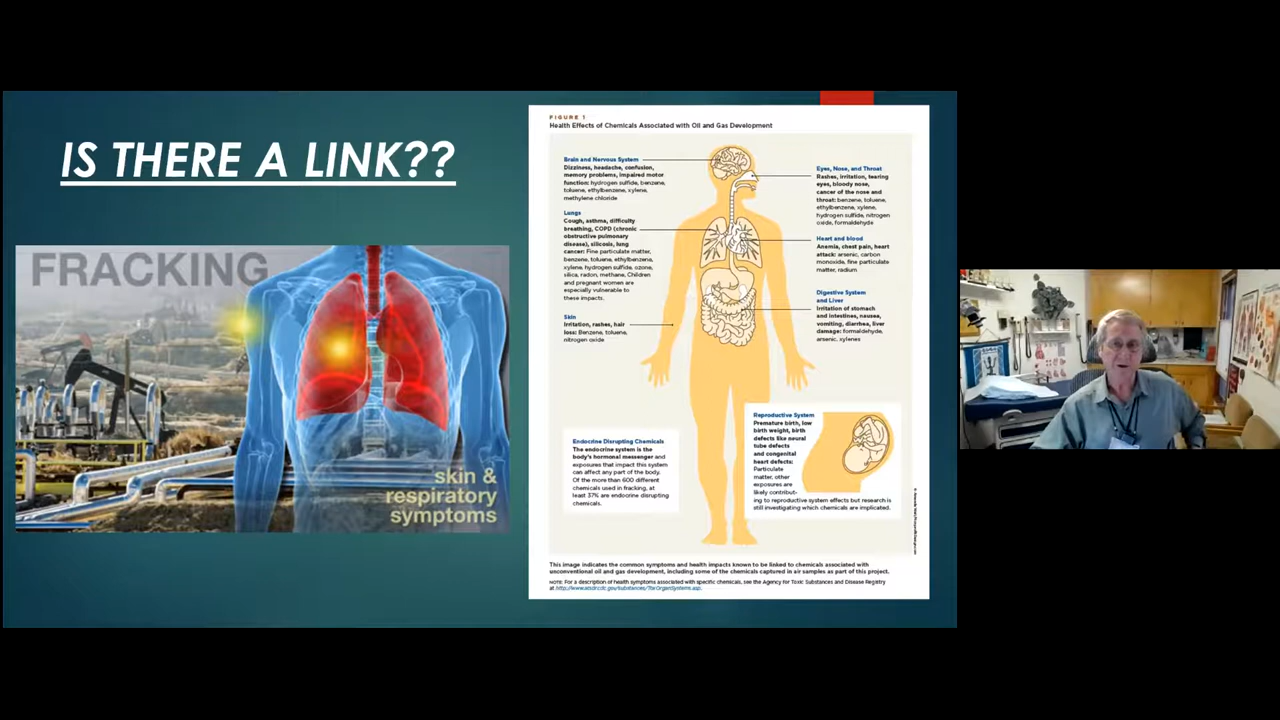 IS THERE A LINK??
FRACKING
skin &
respiratory
symptoms
FIGURE 1
Health Effects of Chemicals Associated with Oil and Gas Development
Brain and Nervous System
Dizziness, headache, confusion,
memory problems, impaired motor
function: hydrogen sulfide, benzene,
toluene, ethylbenzene, xylene,
methylene chloride
Lungs
Cough, asthma, difficulty
breathing, COPD (chronic
obstructive pulmonary
disease), silicosis, lung
cancer: Fine particulate matter,
benzene, toluene, ethylbenzene,
xylene, hydrogen sulfide, ozone,
silica, radon, methane, Children
and pregnant women are
especially vulnerable to
these impacts.
Skin
Irritation, rashes, hair
loss: Benzene, toluene,
nitrogen oxide
Eyes, Nose, and Throat
Rashes, irritation, tearing
eyes, bloody nose,
cancer of the nose and
throat: benzene, toluene,
ethylbenzene, xylene,
hydrogen sulfide, nitrogen
oxide, formaldehyde
Heart and blood
Anemia, chest pain, heart
attack: arsenic, carbon
monoxide, fine particulate
matter, radium
Digestive System
and Liver
Irritation of stomach
and intestines, nausea,
vomiting, diarrhea, liver
damage: formaldehyde,
arsenic, xylenes
Endocrine Disrupting Chemicals
The endocrine system is the
body's hormonal messenger and
exposures that impact this system
can affect any part of the body.
Of the more than 600 different
chemicals used in fracking, at
least 37% are endocrine disrupting
chemicals.
Reproductive System
Premature birth, low
birth weight, birth
defects like neural
tube defects
and congenital
heart defects:
Particulate
matter, other
exposures are
likely contribut-
ing to reproductive system effects but research is
still investigating which chemicals are implicated.
This image indicates the common symptoms and health impacts known to be linked to chemicals associated with
unconventional oil and gas development, including some of the chemicals captured in air samples as part of this project.
NOTE: For a description of health symptoms associated with specific chemicals, see the Agency for Toxic Substances and Disease Registry
at http://www.atsdr.cdc.gov/substances/ToxOrganSystems.asp.